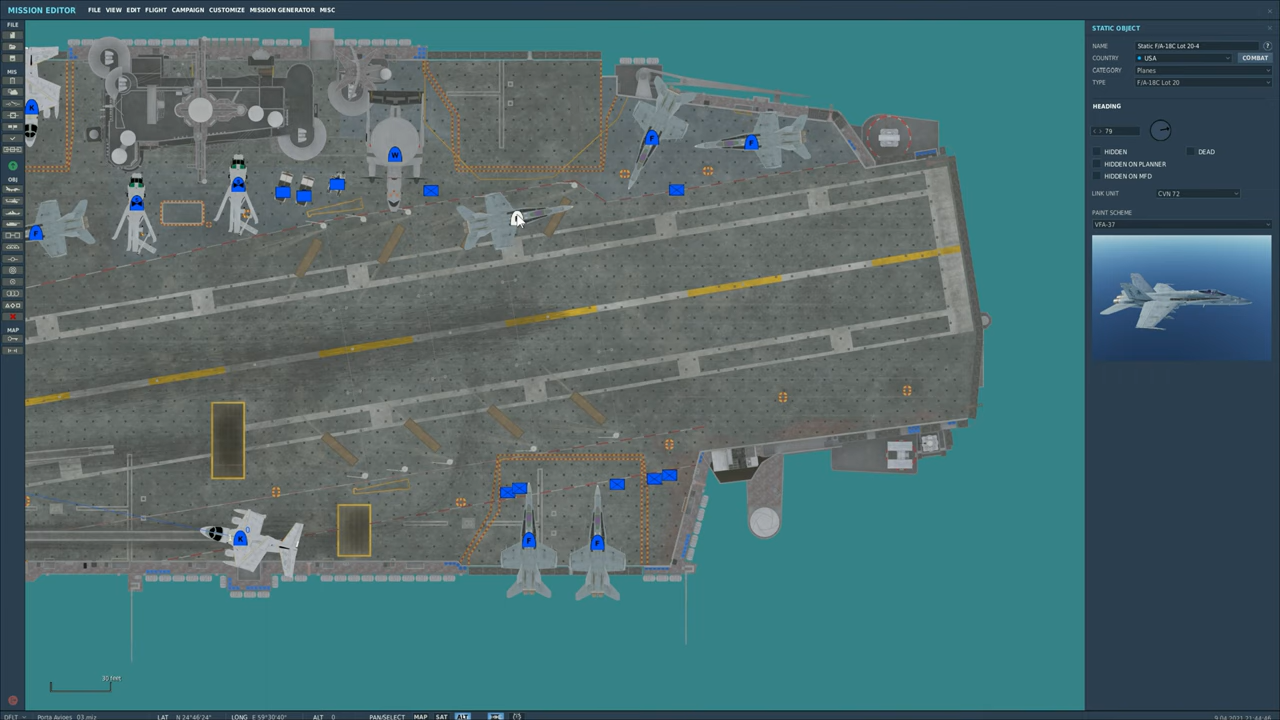 MISSION EDITOR FILE VIEW EDIT FLIGHT CAMPAIGN CUSTOMIZE MISSION GENERATOR MISC
FILE
MIS
OBJ
MAP
STATIC OBJECT
NAME Static F/A-18C Lot 20-4 ?
COUNTRY USA COMBAT
CATEGORY Planes
TYPE F/A-18C Lot 20
HEADING
< > 79
HIDDEN DEAD
HIDDEN ON PLANNER
HIDDEN ON MFD
LINK UNIT CVN 72
PAINT SCHEME
VFA-37
K
W
F
F
F
K
F
F
30 feet
DFLT Porta Avioes 03.miz LAT N 24°46'24" LONG E 59°30'40" ALT 0 PAN/SELECT MAP SAT ALT